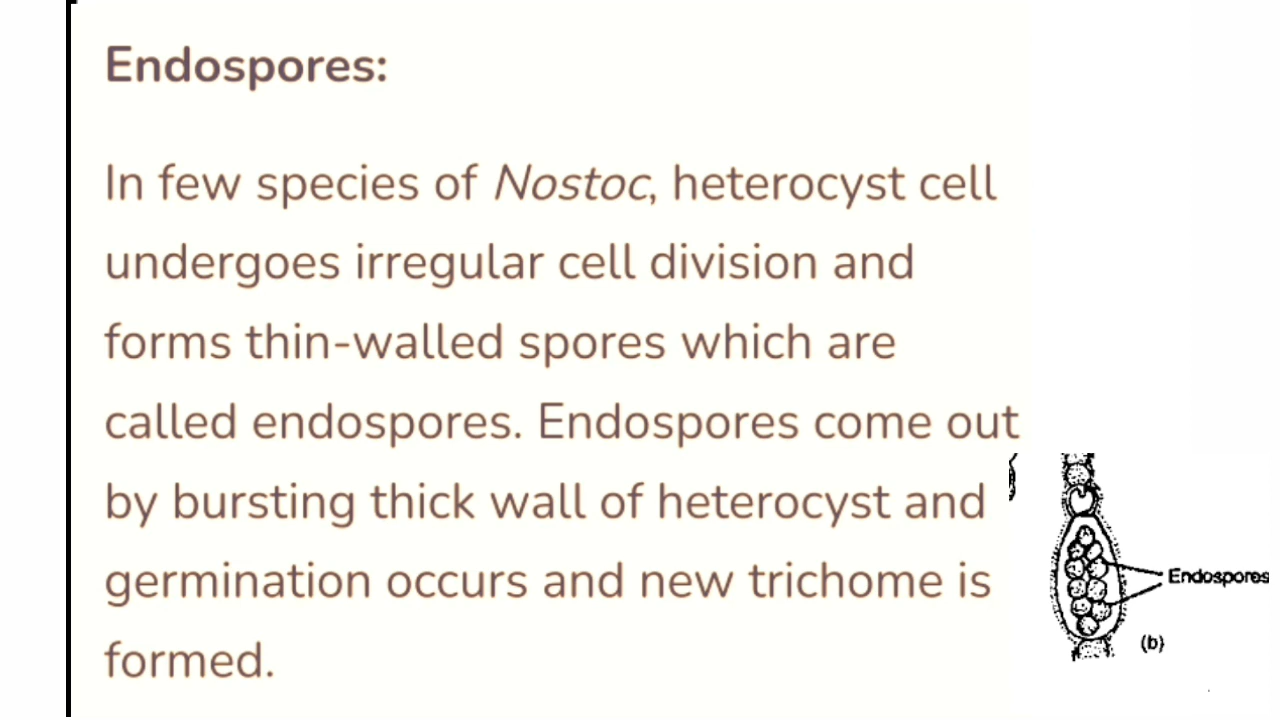 Endospores:
In few species of Nostoc, heterocyst cell
undergoes irregular cell division and
forms thin-walled spores which are
called endospores. Endospores come out
by bursting thick wall of heterocyst and
germination occurs and new trichome is
formed.
Endospores
(b)